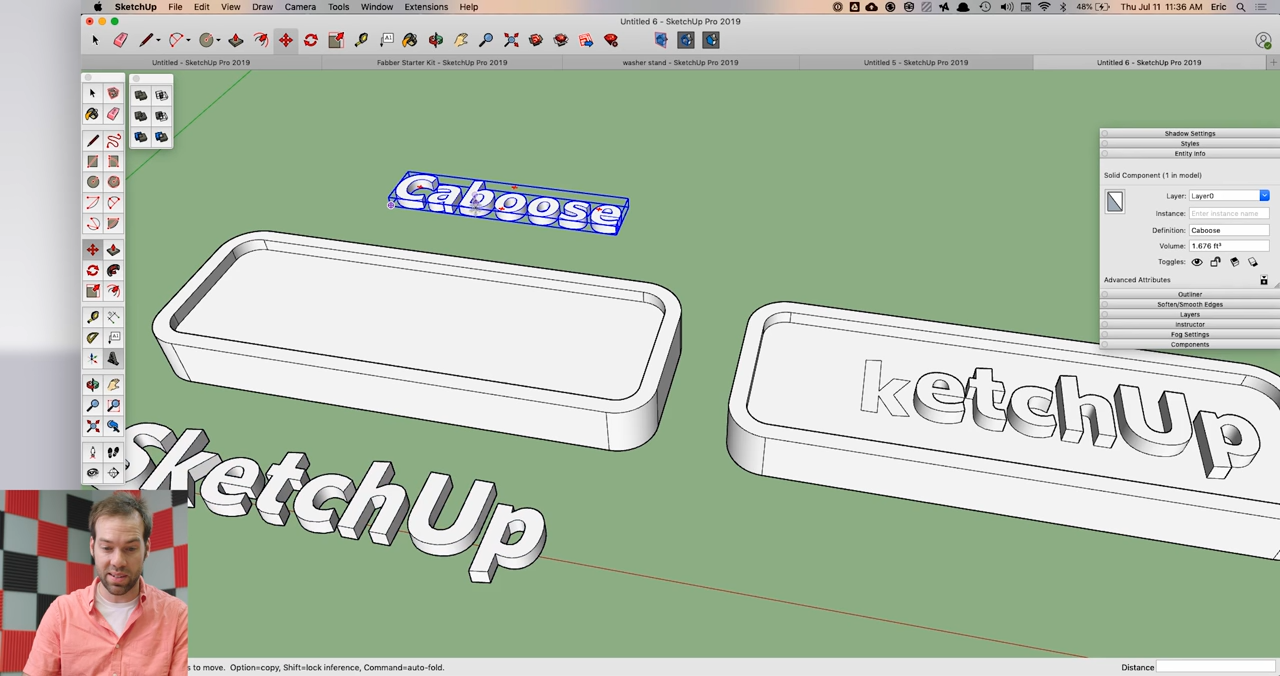 SketchUp File Edit View Draw Camera Tools Window Extensions Help 48% Thu Jul 11 11:36 AM Eric
Untitled 6 - SketchUp Pro 2019
Untitled - SketchUp Pro 2019 Fabber Starter Kit - SketchUp Pro 2019 washer stand - SketchUp Pro 2019 Untitled 5 - SketchUp Pro 2019 Untitled 6 - SketchUp Pro 2019
Shadow Settings
Styles
Entity Info
Solid Component (1 in model)
Layer: Layer0
Instance: Enter instance name
Definition: Caboose
Volume: 1.676 ft³
Toggles:
Advanced Attributes
Outliner
Soften/Smooth Edges
Layers
Instructor
Fog Settings
Components
Caboose
ketchUp
SketchUp
s to move. Option=copy, Shift=lock inference, Command=auto-fold. Distance